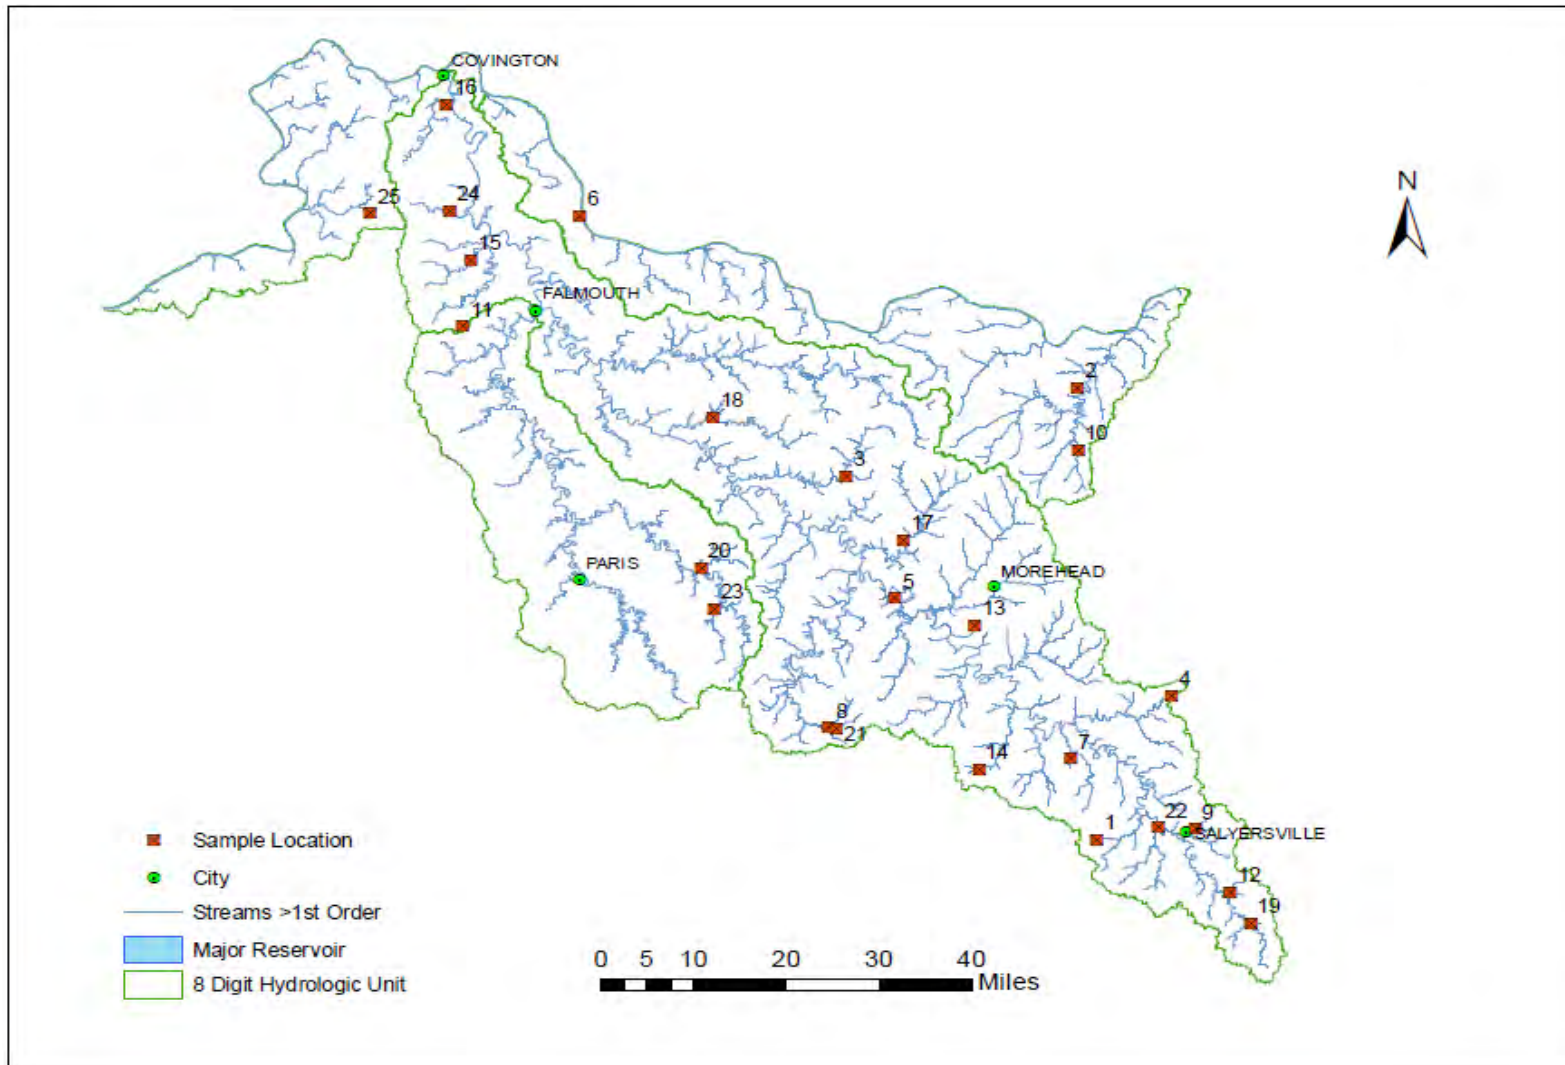 COVINGTON
16
N
25
24
6
15
FALMOUTH
11
2
18
10
3
17
20
PARIS
MOREHEAD
5
23
13
4
8
21
14
7
22
9
1
SALYERSVILLE
Sample Location
City
12
Streams >1st Order
19
Major Reservoir
0 5 10 20 30 40
Miles
8 Digit Hydrologic Unit